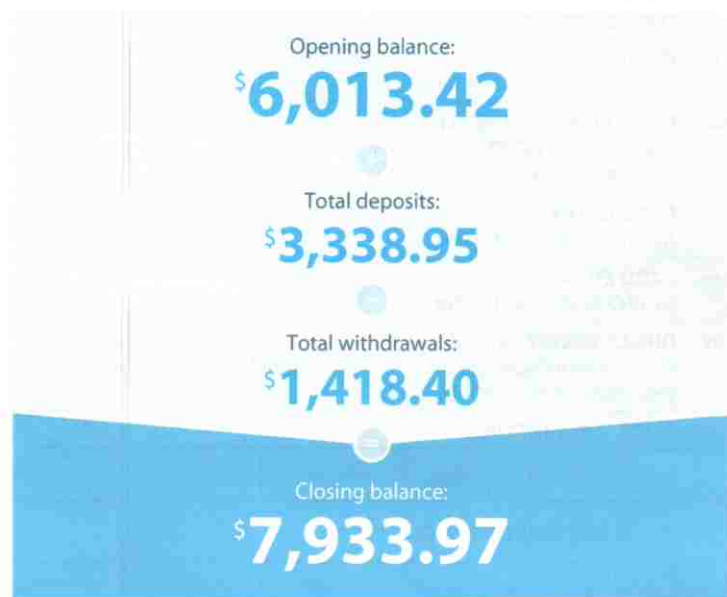 Opening balance:
$6,013.42
+
Total deposits:
$3,338.95
-
Total withdrawals:
$1,418.40
=
Closing balance:
$7,933.97